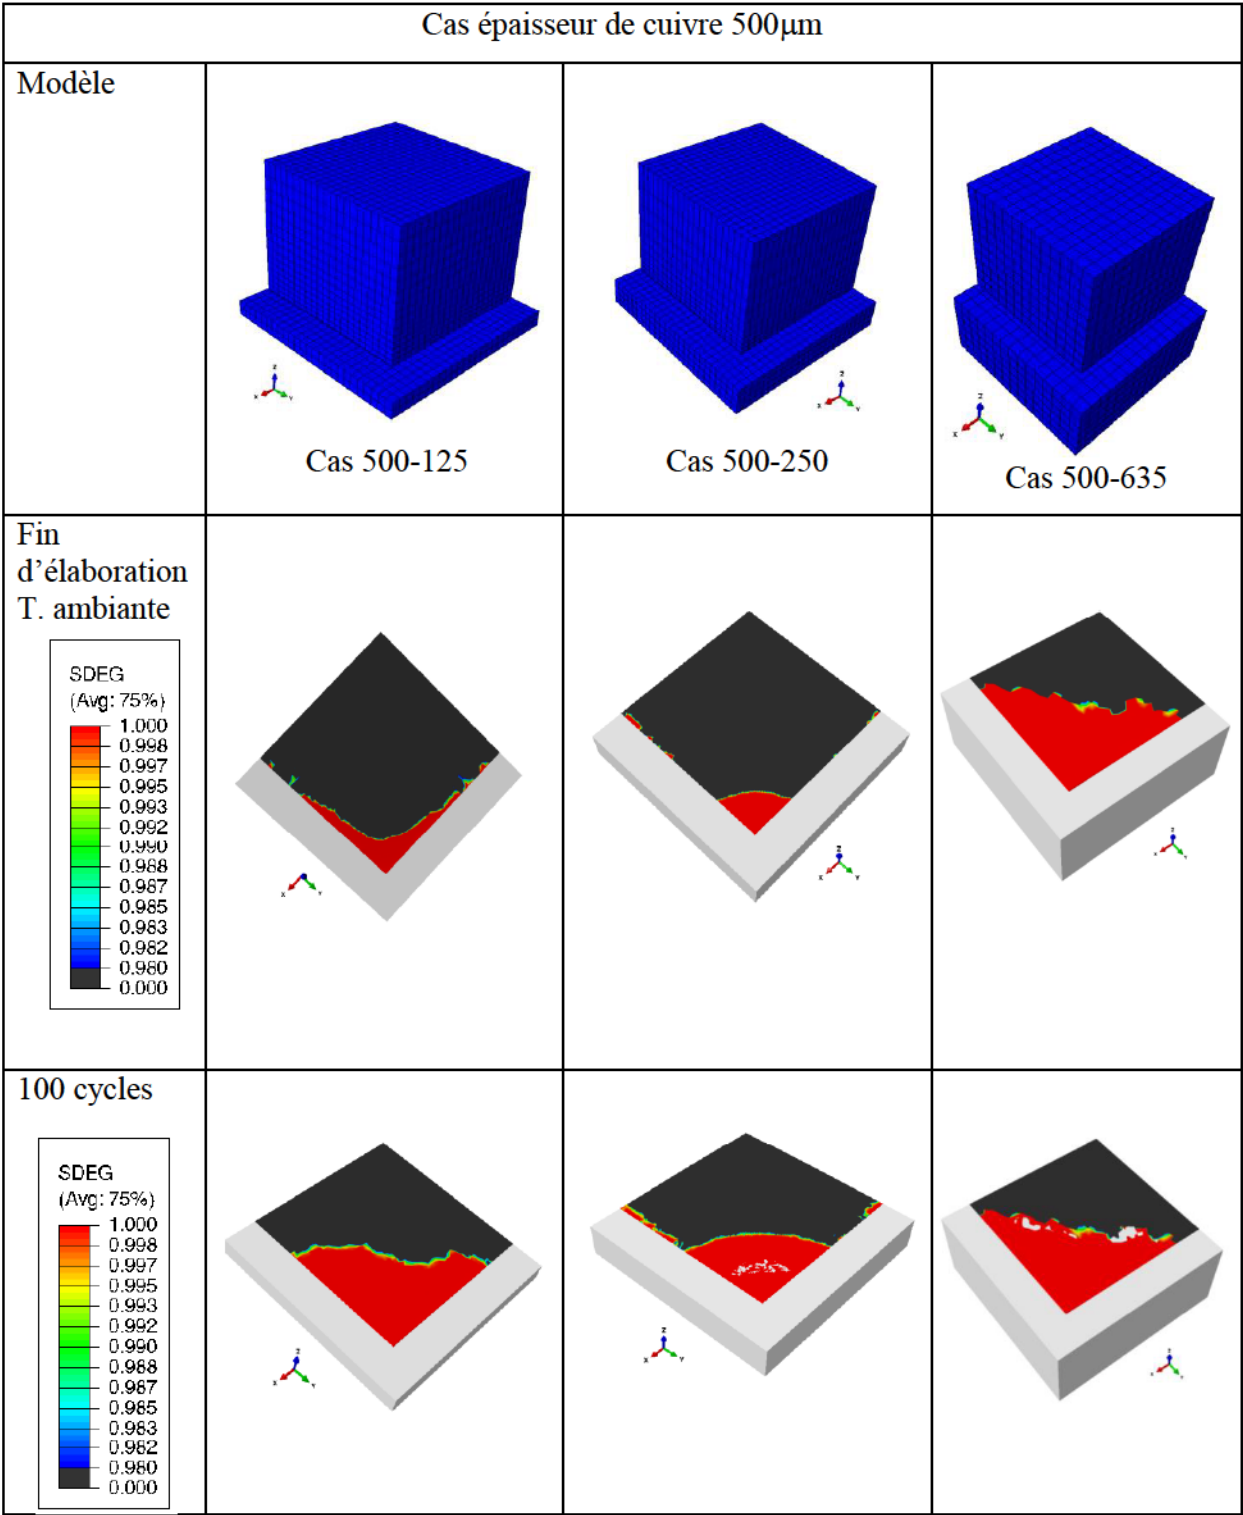 Cas épaisseur de cuivre 500μm
Modèle
Z
X
Y
Cas 500-125
Z
X
Y
Cas 500-250
Z
X
Y
Cas 500-635
Fin
d’élaboration
T. ambiante
SDEG
(Avg: 75%)
1.000
0.998
0.997
0.995
0.993
0.992
0.990
0.988
0.987
0.985
0.983
0.982
0.980
0.000
X
Y
Z
X
Y
Z
X
Y
100 cycles
SDEG
(Avg: 75%)
1.000
0.998
0.997
0.995
0.993
0.992
0.990
0.988
0.987
0.985
0.983
0.982
0.980
0.000
Z
X
Y
Z
X
Y
Z
X